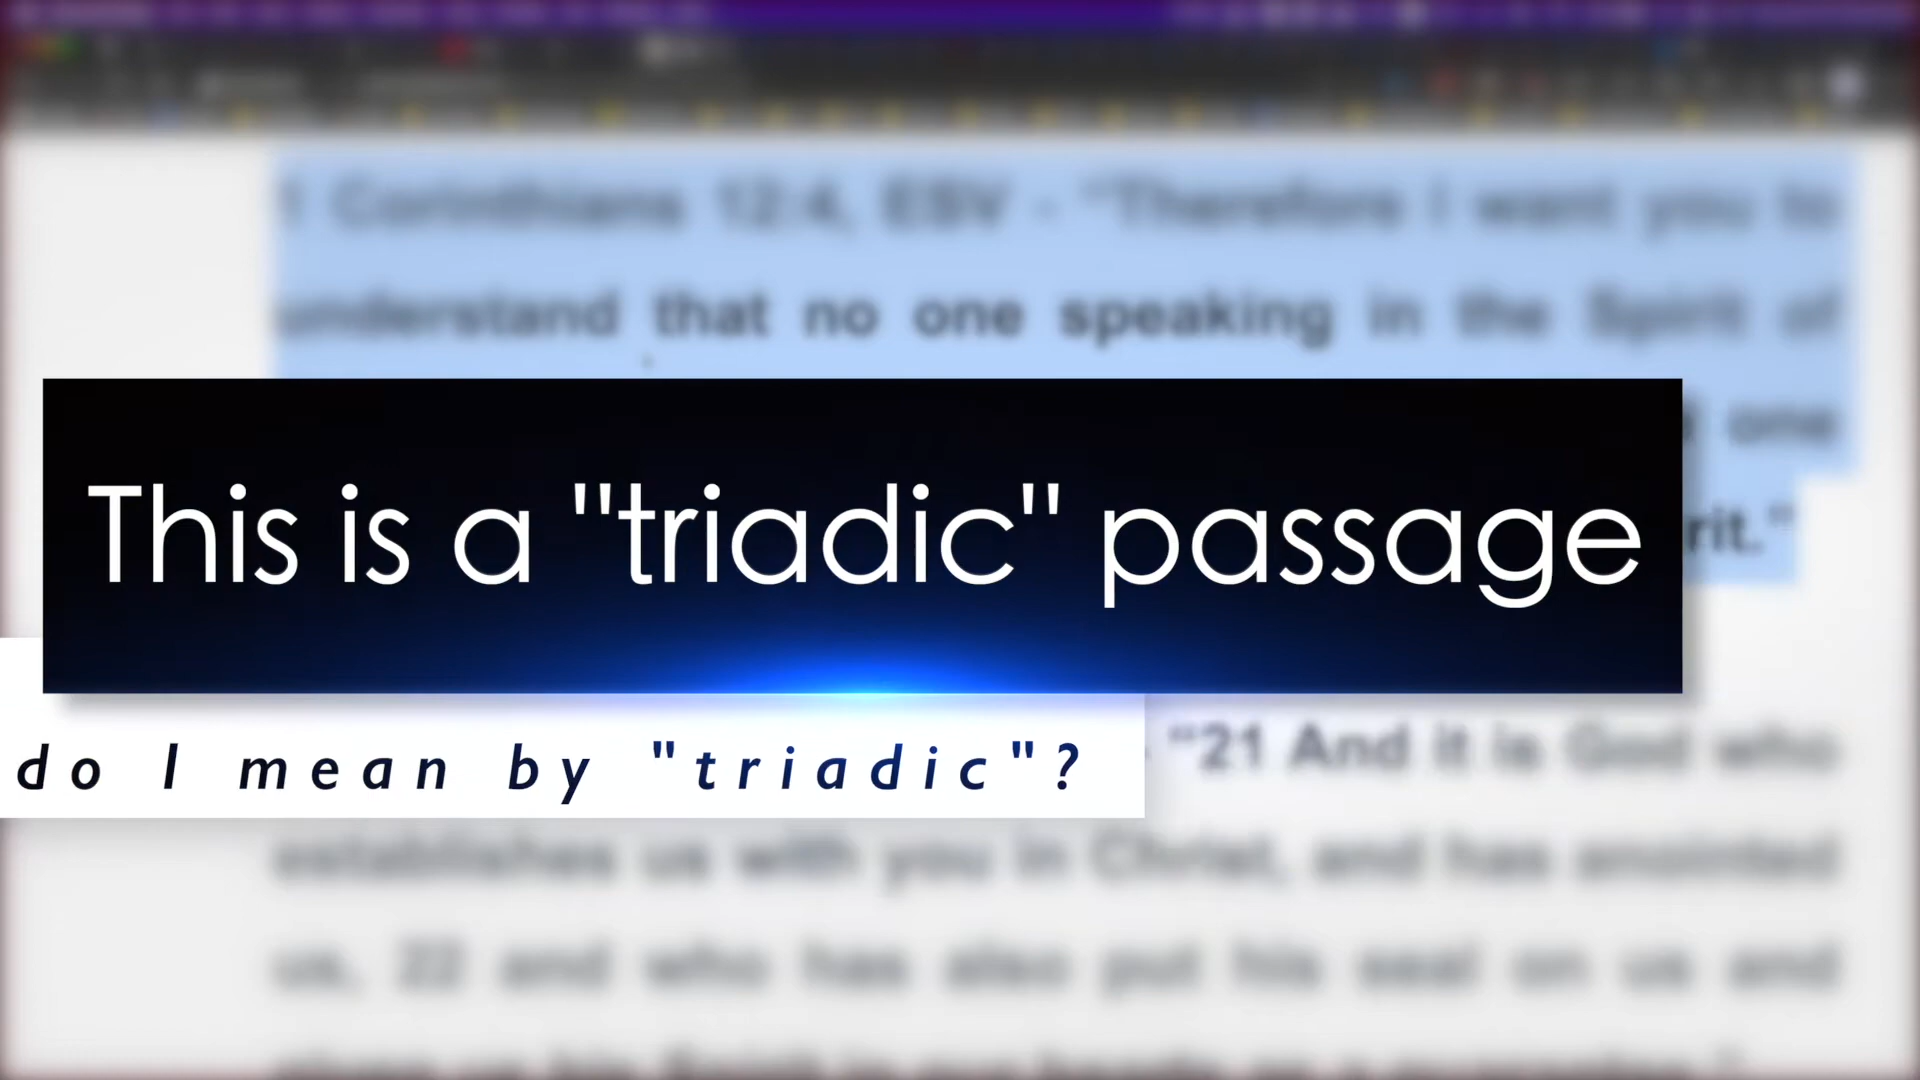 1 Corinthians 12:4, ESV - "Therefore I want you to
understand that no one speaking in the Spirit of
one
This is a "triadic" passage
rit."
do I mean by "triadic"?
- "21 And it is God who
establishes us with you in Christ, and has anointed
us, 22 and who has also put his seal on us and